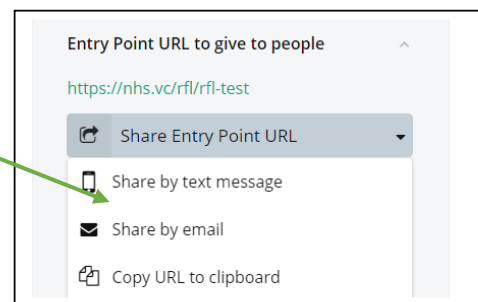 Entry Point URL to give to people
https://nhs.vc/rfl/rfl-test
Share Entry Point URL
Share by text message
Share by email
Copy URL to clipboard